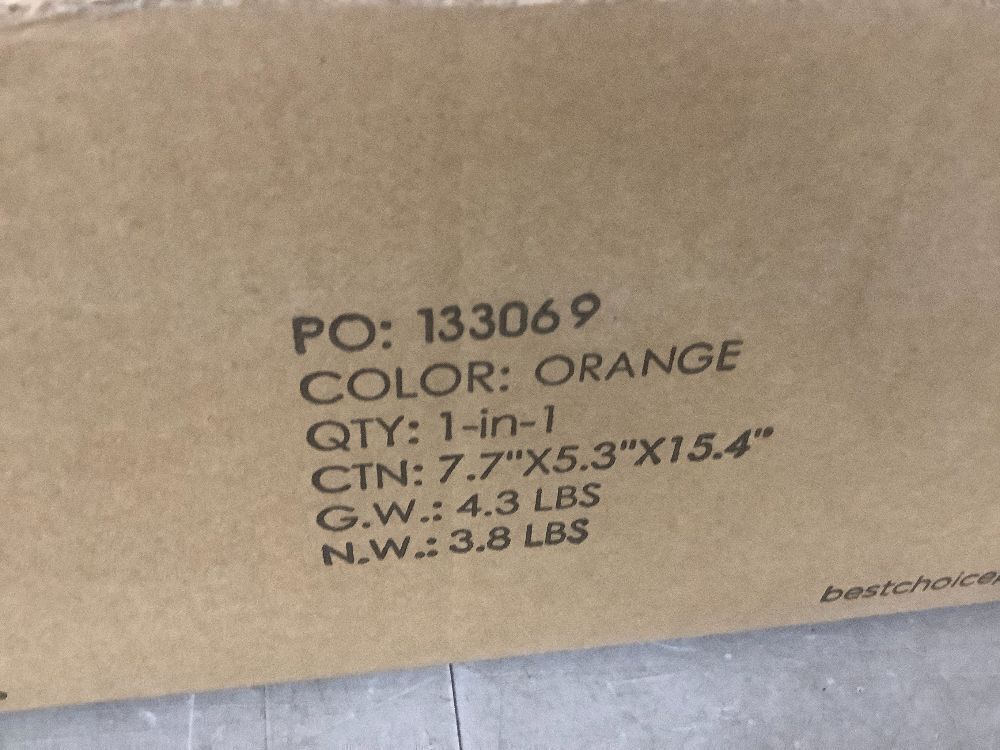 PO: 133069
COLOR: ORANGE
QTY: 1-in-1
CTN: 7.7"X5.3"X15.4"
G.W.: 4.3 LBS
N.W.: 3.8 LBS
bestchoice